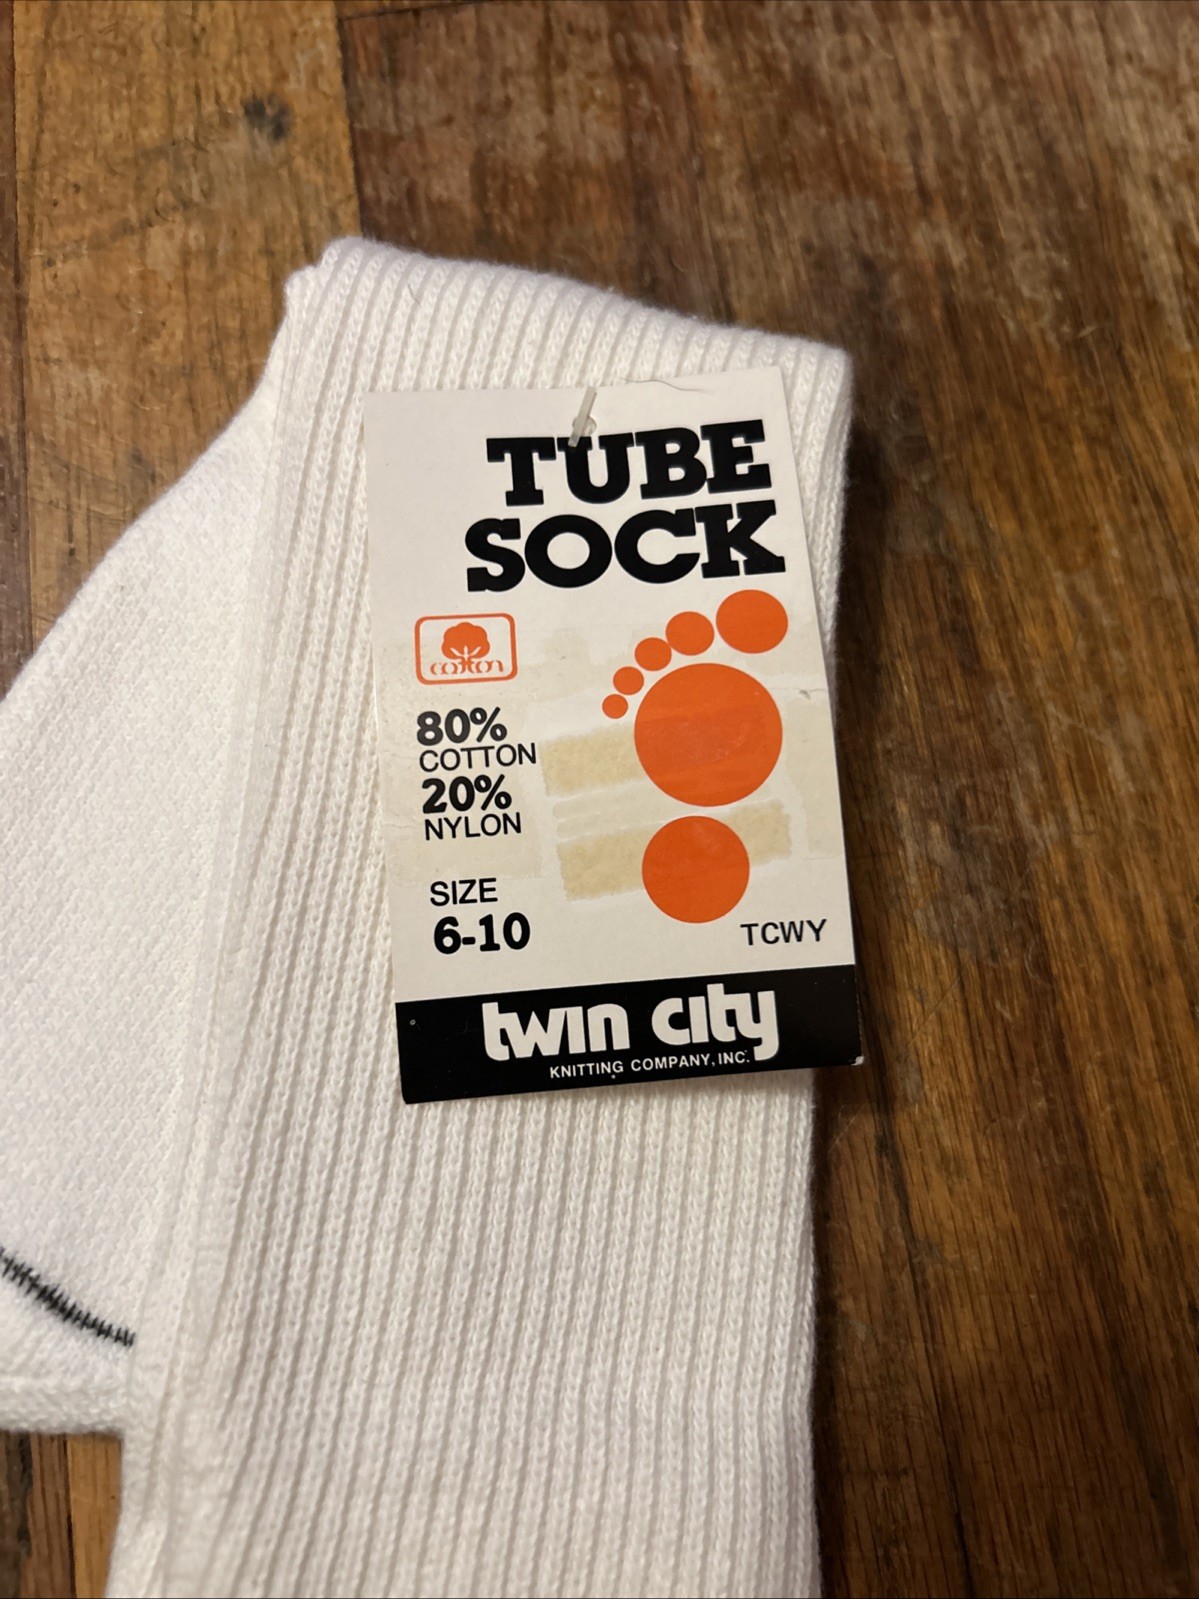 TUBE
SOCK
cotton
80%
COTTON
20%
NYLON
SIZE
6-10
TCWY
twin city
KNITTING COMPANY, INC.